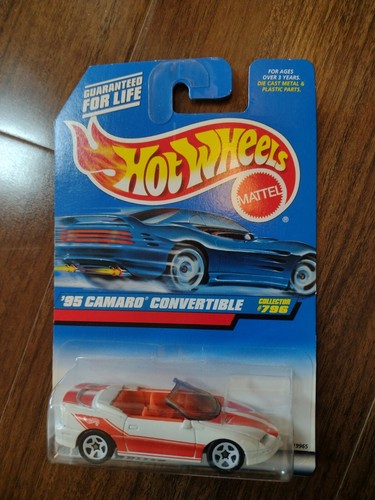 GUARANTEED
FOR LIFE
FOR AGES
OVER 3 YEARS.
DIE CAST METAL &
PLASTIC PARTS.
HOT WHEELS
MATTEL
®
'95 CAMARO® CONVERTIBLE
COLLECTOR
#796